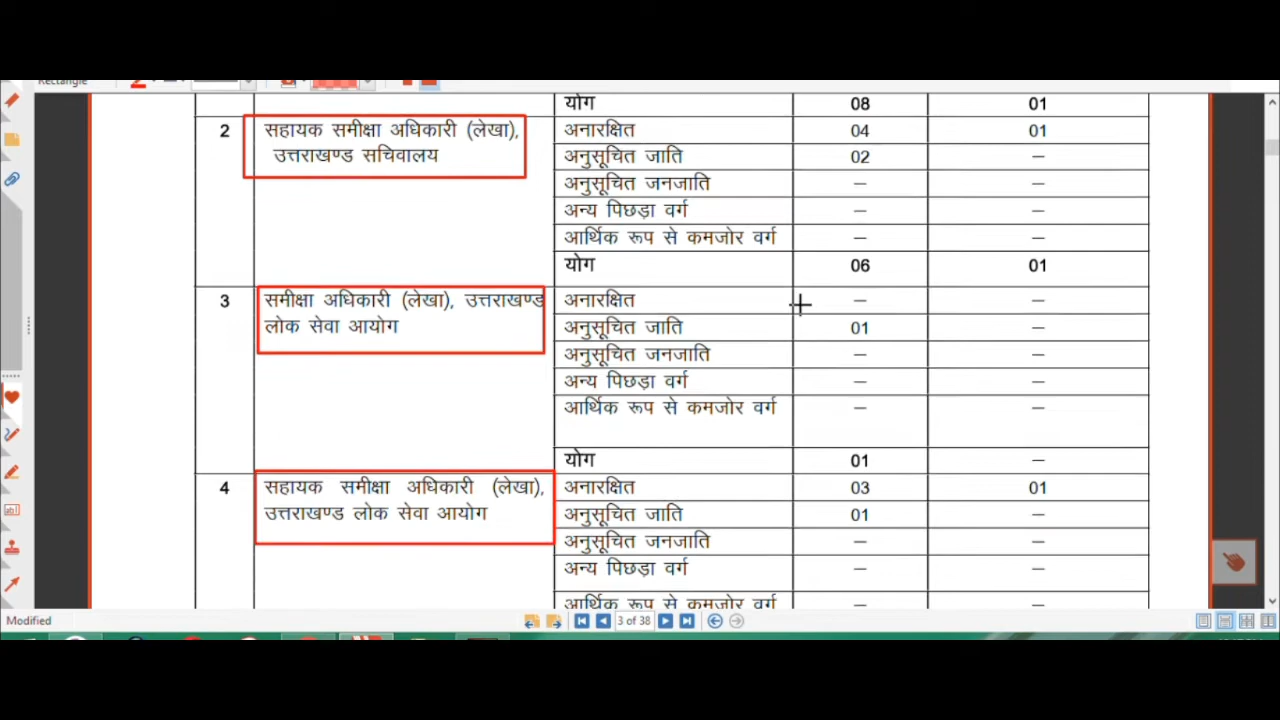 Rectangle
योग 08 01
2 सहायक समीक्षा अधिकारी (लेखा), अनारक्षित 04 01
उत्तराखण्ड सचिवालय अनुसूचित जाति 02 –
अनुसूचित जनजाति – –
अन्य पिछड़ा वर्ग – –
आर्थिक रूप से कमजोर वर्ग – –
योग 06 01
3 समीक्षा अधिकारी (लेखा), उत्तराखण्ड अनारक्षित – –
लोक सेवा आयोग अनुसूचित जाति 01 –
अनुसूचित जनजाति – –
अन्य पिछड़ा वर्ग – –
आर्थिक रूप से कमजोर वर्ग – –
योग 01 –
4 सहायक समीक्षा अधिकारी (लेखा), अनारक्षित 03 01
उत्तराखण्ड लोक सेवा आयोग अनुसूचित जाति 01 –
अनुसूचित जनजाति – –
अन्य पिछड़ा वर्ग – –
आर्थिक रूप से कमजोर वर्ग
Modified 3 of 38